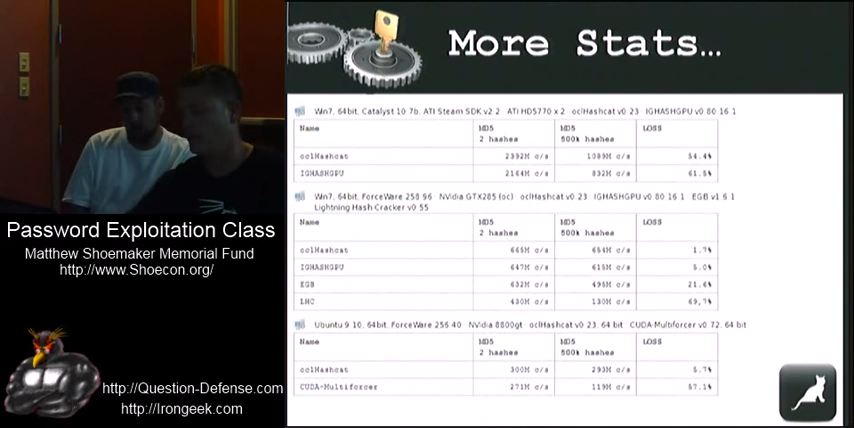 More Stats…
Win7, 64bit, Catalyst 10 7b, ATI Steam SDK v2 2 ATI HD5770 x 2 oclHashcat v0 23 IGHASHGPU v0 80 16 1
Name MD5 2 hashes MD5 500k hashes LOSS
oclHashcat 2392M c/s 1089M c/s 54.4%
IGHASHGPU 2164M c/s 832M c/s 61.5%
Win7, 64bit, ForceWare 258 96 NVidia GTX285 (oc) oclHashcat v0.23 IGHASHGPU v0 80 16 1 EGB v1 6 1
Lightning Hash Cracker v0 55
Name MD5 2 hashes MD5 500k hashes LOSS
oclHashcat 665M c/s 654M c/s 1.7%
IGHASHGPU 647M c/s 615M c/s 5.0%
EGB 632M c/s 495M c/s 21.6%
LHC 430M c/s 130M c/s 69,7%
Ubuntu 9 10, 64bit, ForceWare 256 40 NVidia 8800gt oclHashcat v0 23, 64 bit CUDA-Multiforcer v0 72, 64 bit
Name MD5 2 hashes MD5 500k hashes LOSS
oclHashcat 300M c/s 293M c/s 5.7%
CUDA-Multiforcer 271M c/s 119M c/s 57.1%
Password Exploitation Class
Matthew Shoemaker Memorial Fund
http://www.Shoecon.org/
http://Question-Defense.com
http://Irongeek.com